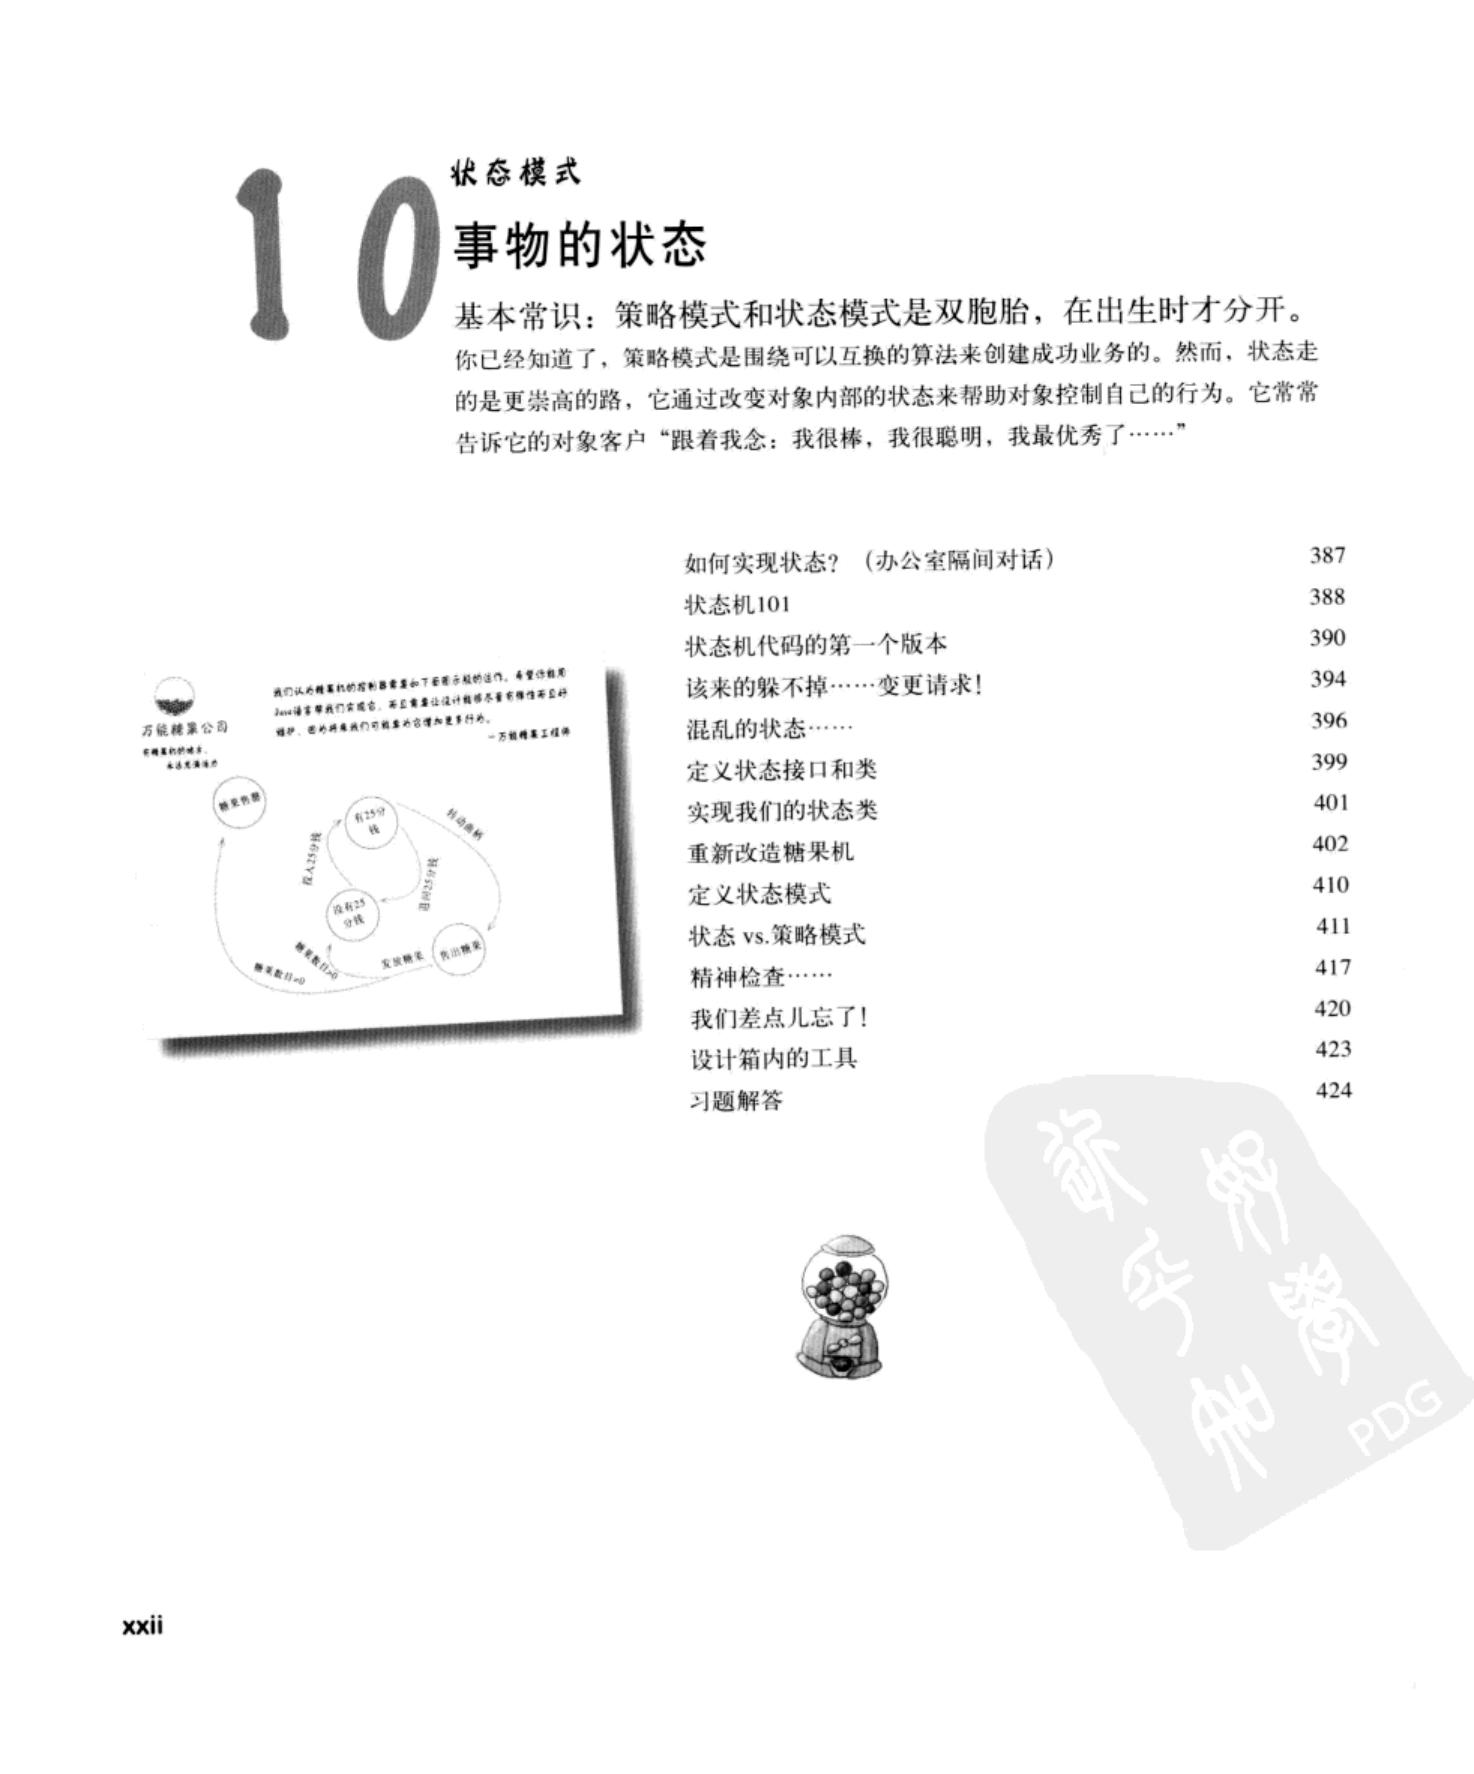 10
状态模式
事物的状态
基本常识：策略模式和状态模式是双胞胎，在出生时才分开。
你已经知道了，策略模式是围绕可以互换的算法来创建成功业务的。然而，状态走
的是更崇高的路，它通过改变对象内部的状态来帮助对象控制自己的行为。它常常
告诉它的对象客户“跟着我念：我很棒，我很聪明，我最优秀了……”
如何实现状态？（办公室隔间对话） 387
状态机101 388
状态机代码的第一个版本 390
该来的躲不掉……变更请求！ 394
混乱的状态…… 396
定义状态接口和类 399
实现我们的状态类 401
重新改造糖果机 402
定义状态模式 410
状态 vs.策略模式 411
精神检查…… 417
我们差点儿忘了！ 420
设计箱内的工具 423
习题解答 424
我们认为糖果机的控制器需要如下图所示般的运作。希望你能用
Java语言帮我们实现它，而且需要让设计能够尽量有弹性而且好
维护，因为将来我们可能要为它增加更多行为。
－万能糖果工程师
万能糖果公司
有糖果机的地方，
永远充满活力
糖果售罄
有25分
钱
转动曲柄
投入25分钱
退回25分钱
没有25
分钱
糖果数目>0
糖果数目=0
发放糖果
售出糖果
PDG
xxii